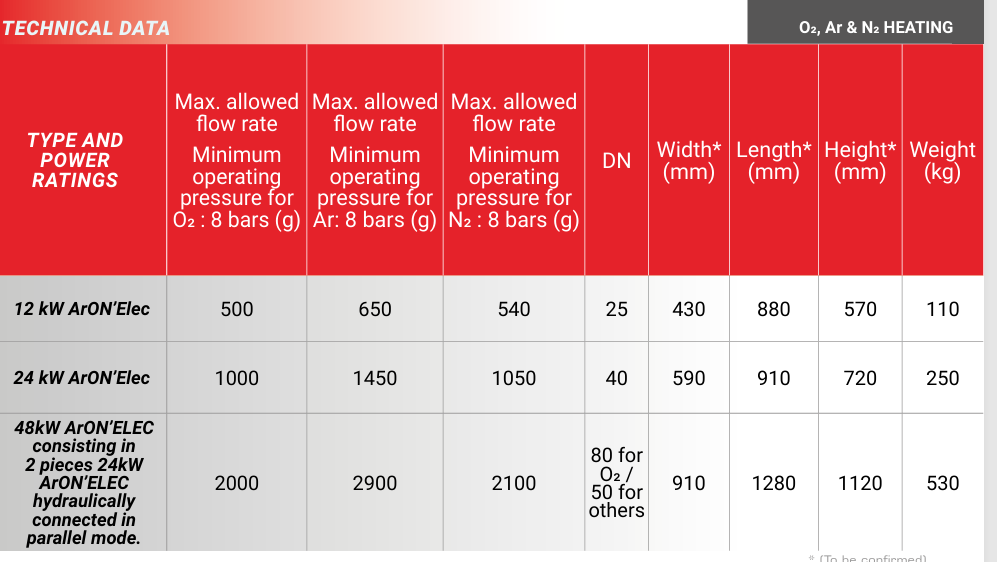 TECHNICAL DATA
O₂, Ar & N₂ HEATING
TYPE AND
POWER
RATINGS
Max. allowed
flow rate
Minimum
operating
pressure for
O₂ : 8 bars (g)
Max. allowed
flow rate
Minimum
operating
pressure for
Ar: 8 bars (g)
Max. allowed
flow rate
Minimum
operating
pressure for
N₂ : 8 bars (g)
DN
Width*
(mm)
Length*
(mm)
Height*
(mm)
Weight
(kg)
12 kW ArON’Elec 500 650 540 25 430 880 570 110
24 kW ArON’Elec 1000 1450 1050 40 590 910 720 250
48kW ArON’ELEC
consisting in
2 pieces 24kW
ArON’ELEC
hydraulically
connected in
parallel mode.
2000 2900 2100
80 for
O₂ /
50 for
others
910 1280 1120 530
* (To be confirmed)